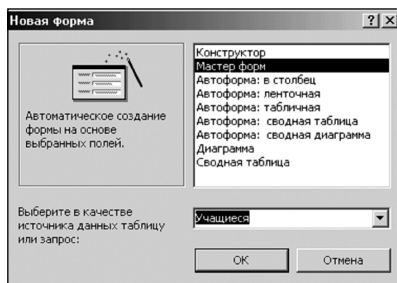 Новая форма
Конструктор
Мастер форм
Автоформа: в столбец
Автоформа: ленточная
Автоформа: табличная
Автоформа: сводная таблица
Автоформа: сводная диаграмма
Диаграмма
Сводная таблица
Автоматическое создание
формы на основе
выбранных полей.
Выберите в качестве
источника данных таблицу
или запрос:
Учащиеся
ОК
Отмена